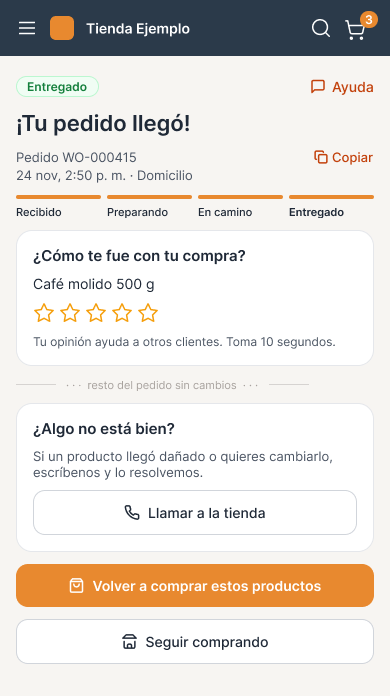 Tienda Ejemplo
3
Entregado
Ayuda
¡Tu pedido llegó!
Pedido WO-000415
Copiar
24 nov, 2:50 p. m. · Domicilio
Recibido
Preparando
En camino
Entregado
¿Cómo te fue con tu compra?
Café molido 500 g
Tu opinión ayuda a otros clientes. Toma 10 segundos.
··· resto del pedido sin cambios ···
¿Algo no está bien?
Si un producto llegó dañado o quieres cambiarlo,
escríbenos y lo resolvemos.
Llamar a la tienda
Volver a comprar estos productos
Seguir comprando